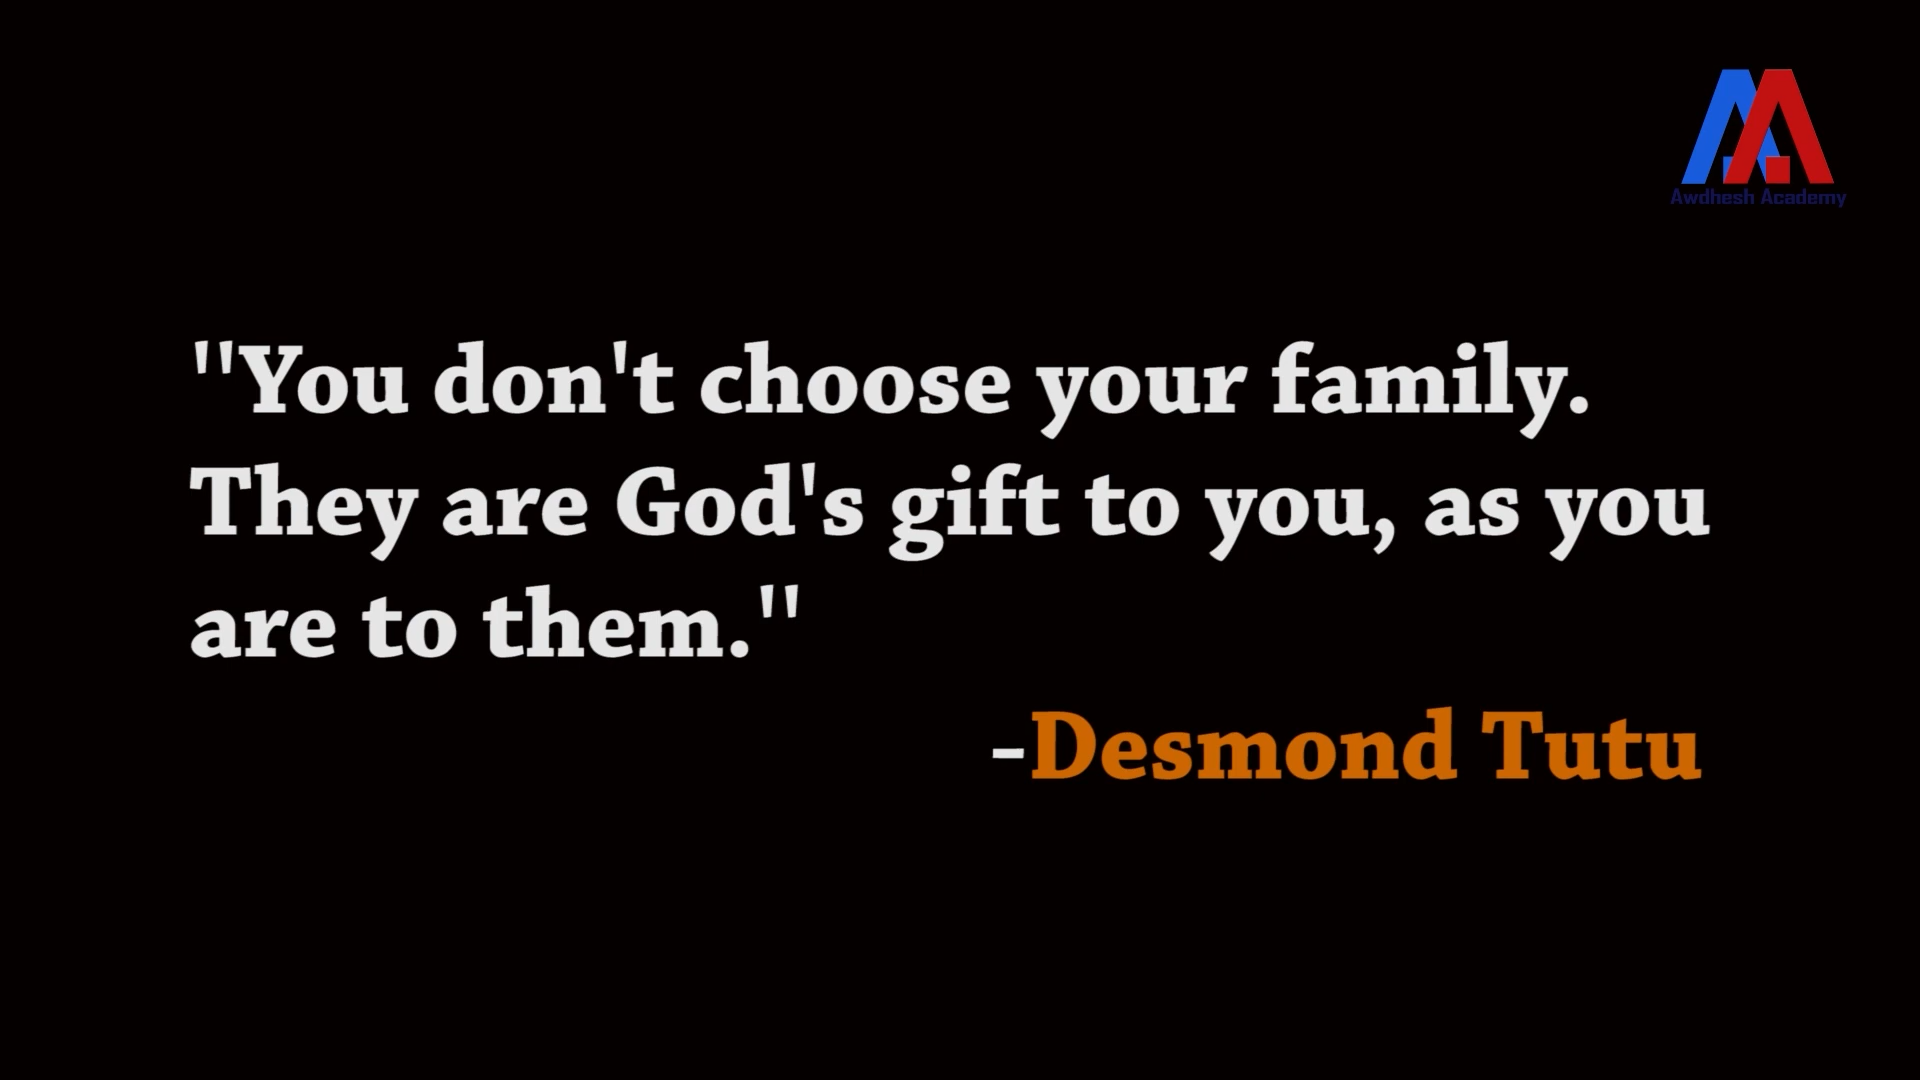 Awdhesh Academy
"You don't choose your family.
They are God's gift to you, as you
are to them."
-Desmond Tutu